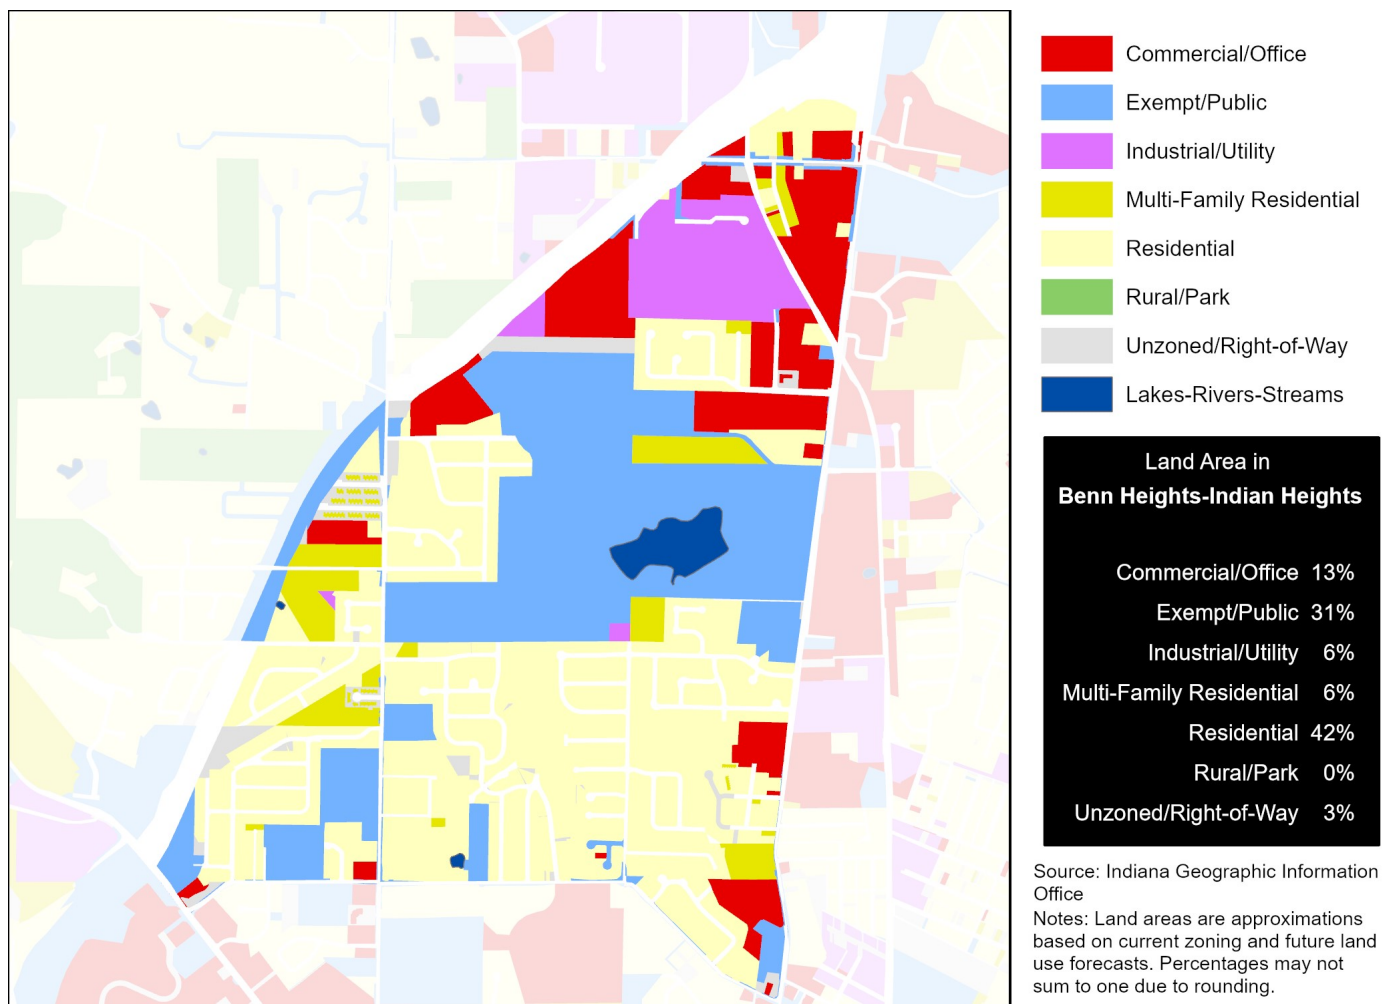 Commercial/Office
Exempt/Public
Industrial/Utility
Multi-Family Residential
Residential
Rural/Park
Unzoned/Right-of-Way
Lakes-Rivers-Streams
Land Area in
Benn Heights-Indian Heights
Commercial/Office 13%
Exempt/Public 31%
Industrial/Utility 6%
Multi-Family Residential 6%
Residential 42%
Rural/Park 0%
Unzoned/Right-of-Way 3%
Source: Indiana Geographic Information
Office
Notes: Land areas are approximations
based on current zoning and future land
use forecasts. Percentages may not
sum to one due to rounding.